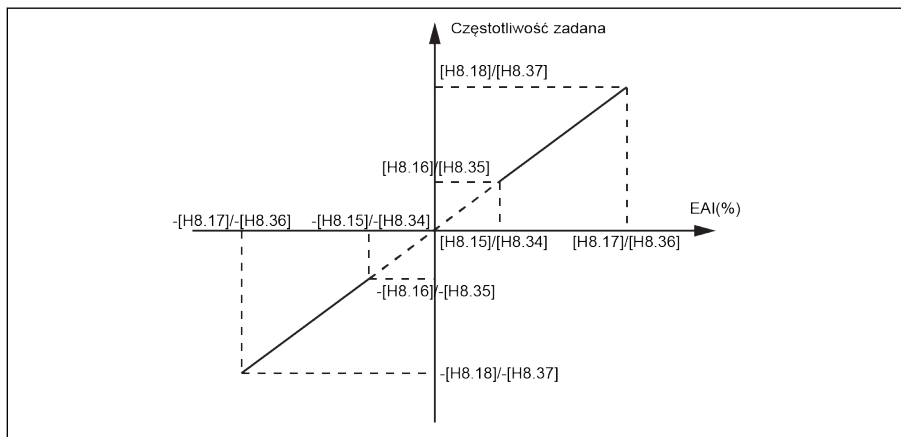 Częstotliwość zadana
[H8.18]/[H8.37]
[H8.16]/[H8.35]
EAI(%)
-[H8.17]/-[H8.36]
-[H8.15]/-[H8.34]
[H8.15]/[H8.34]
[H8.17]/[H8.36]
-[H8.16]/-[H8.35]
-[H8.18]/-[H8.37]